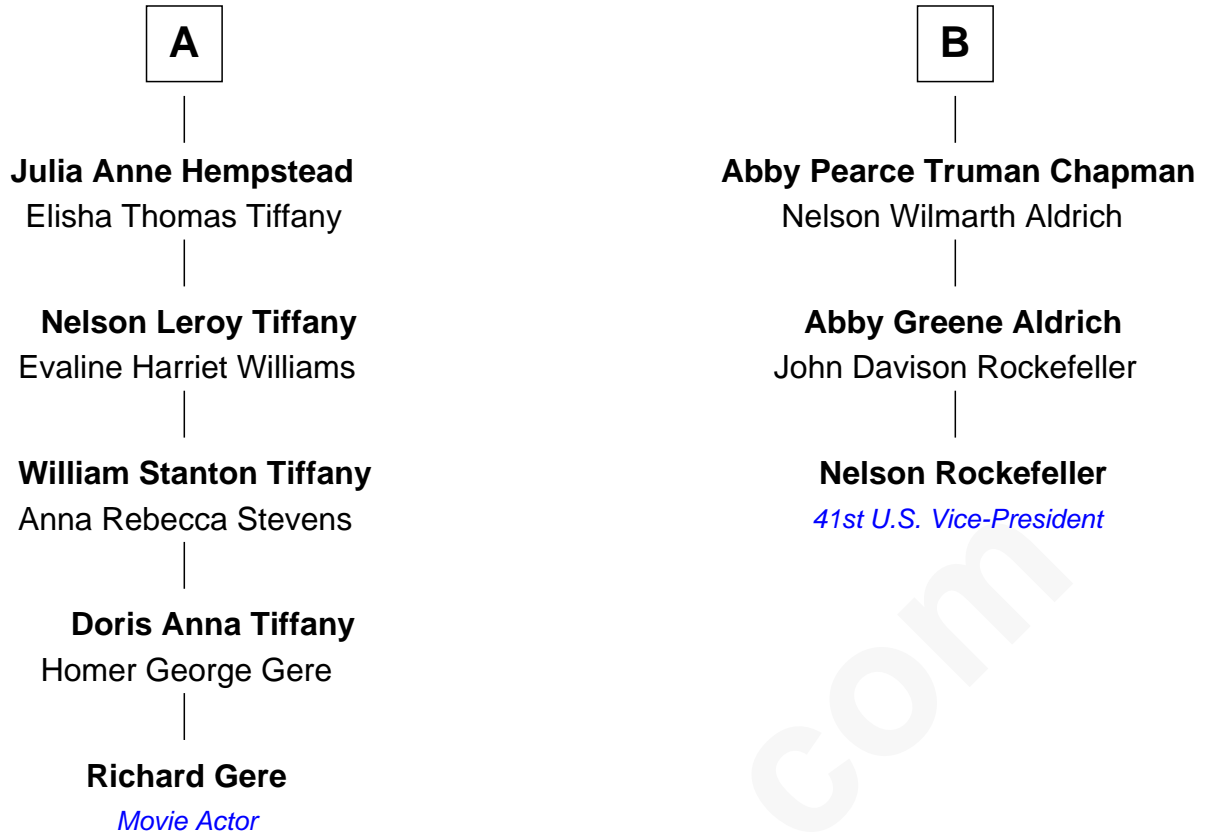 A
Julia Anne Hempstead
Elisha Thomas Tiffany
Nelson Leroy Tiffany
Evaline Harriet Williams
William Stanton Tiffany
Anna Rebecca Stevens
Doris Anna Tiffany
Homer George Gere
Richard Gere
Movie Actor
B
Abby Pearce Truman Chapman
Nelson Wilmarth Aldrich
Abby Greene Aldrich
John Davison Rockefeller
Nelson Rockefeller
41st U.S. Vice-President
com